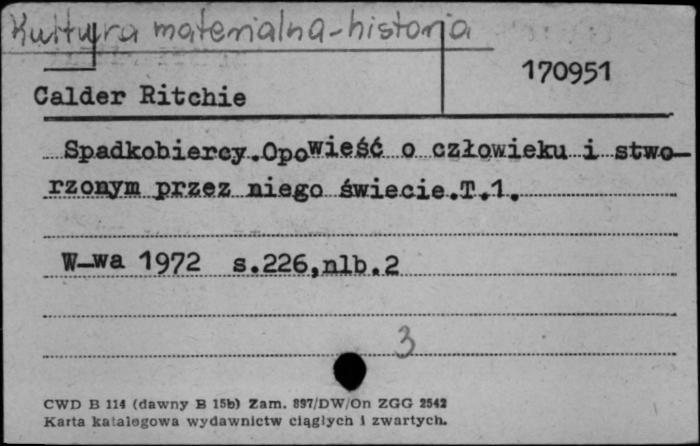 Kultura materialna-historia
170951
Calder Ritchie
Spadkobiercy.Opowieść o człowieku i stwo-
rzonym przez niego świecie.T.1.
W-wa 1972 s.226,nlb.2
3
CWD B 114 (dawny B 15b) Zam. 897/DW/On ZGG 2542
Karta katalogowa wydawnictw ciągłych i zwartych.